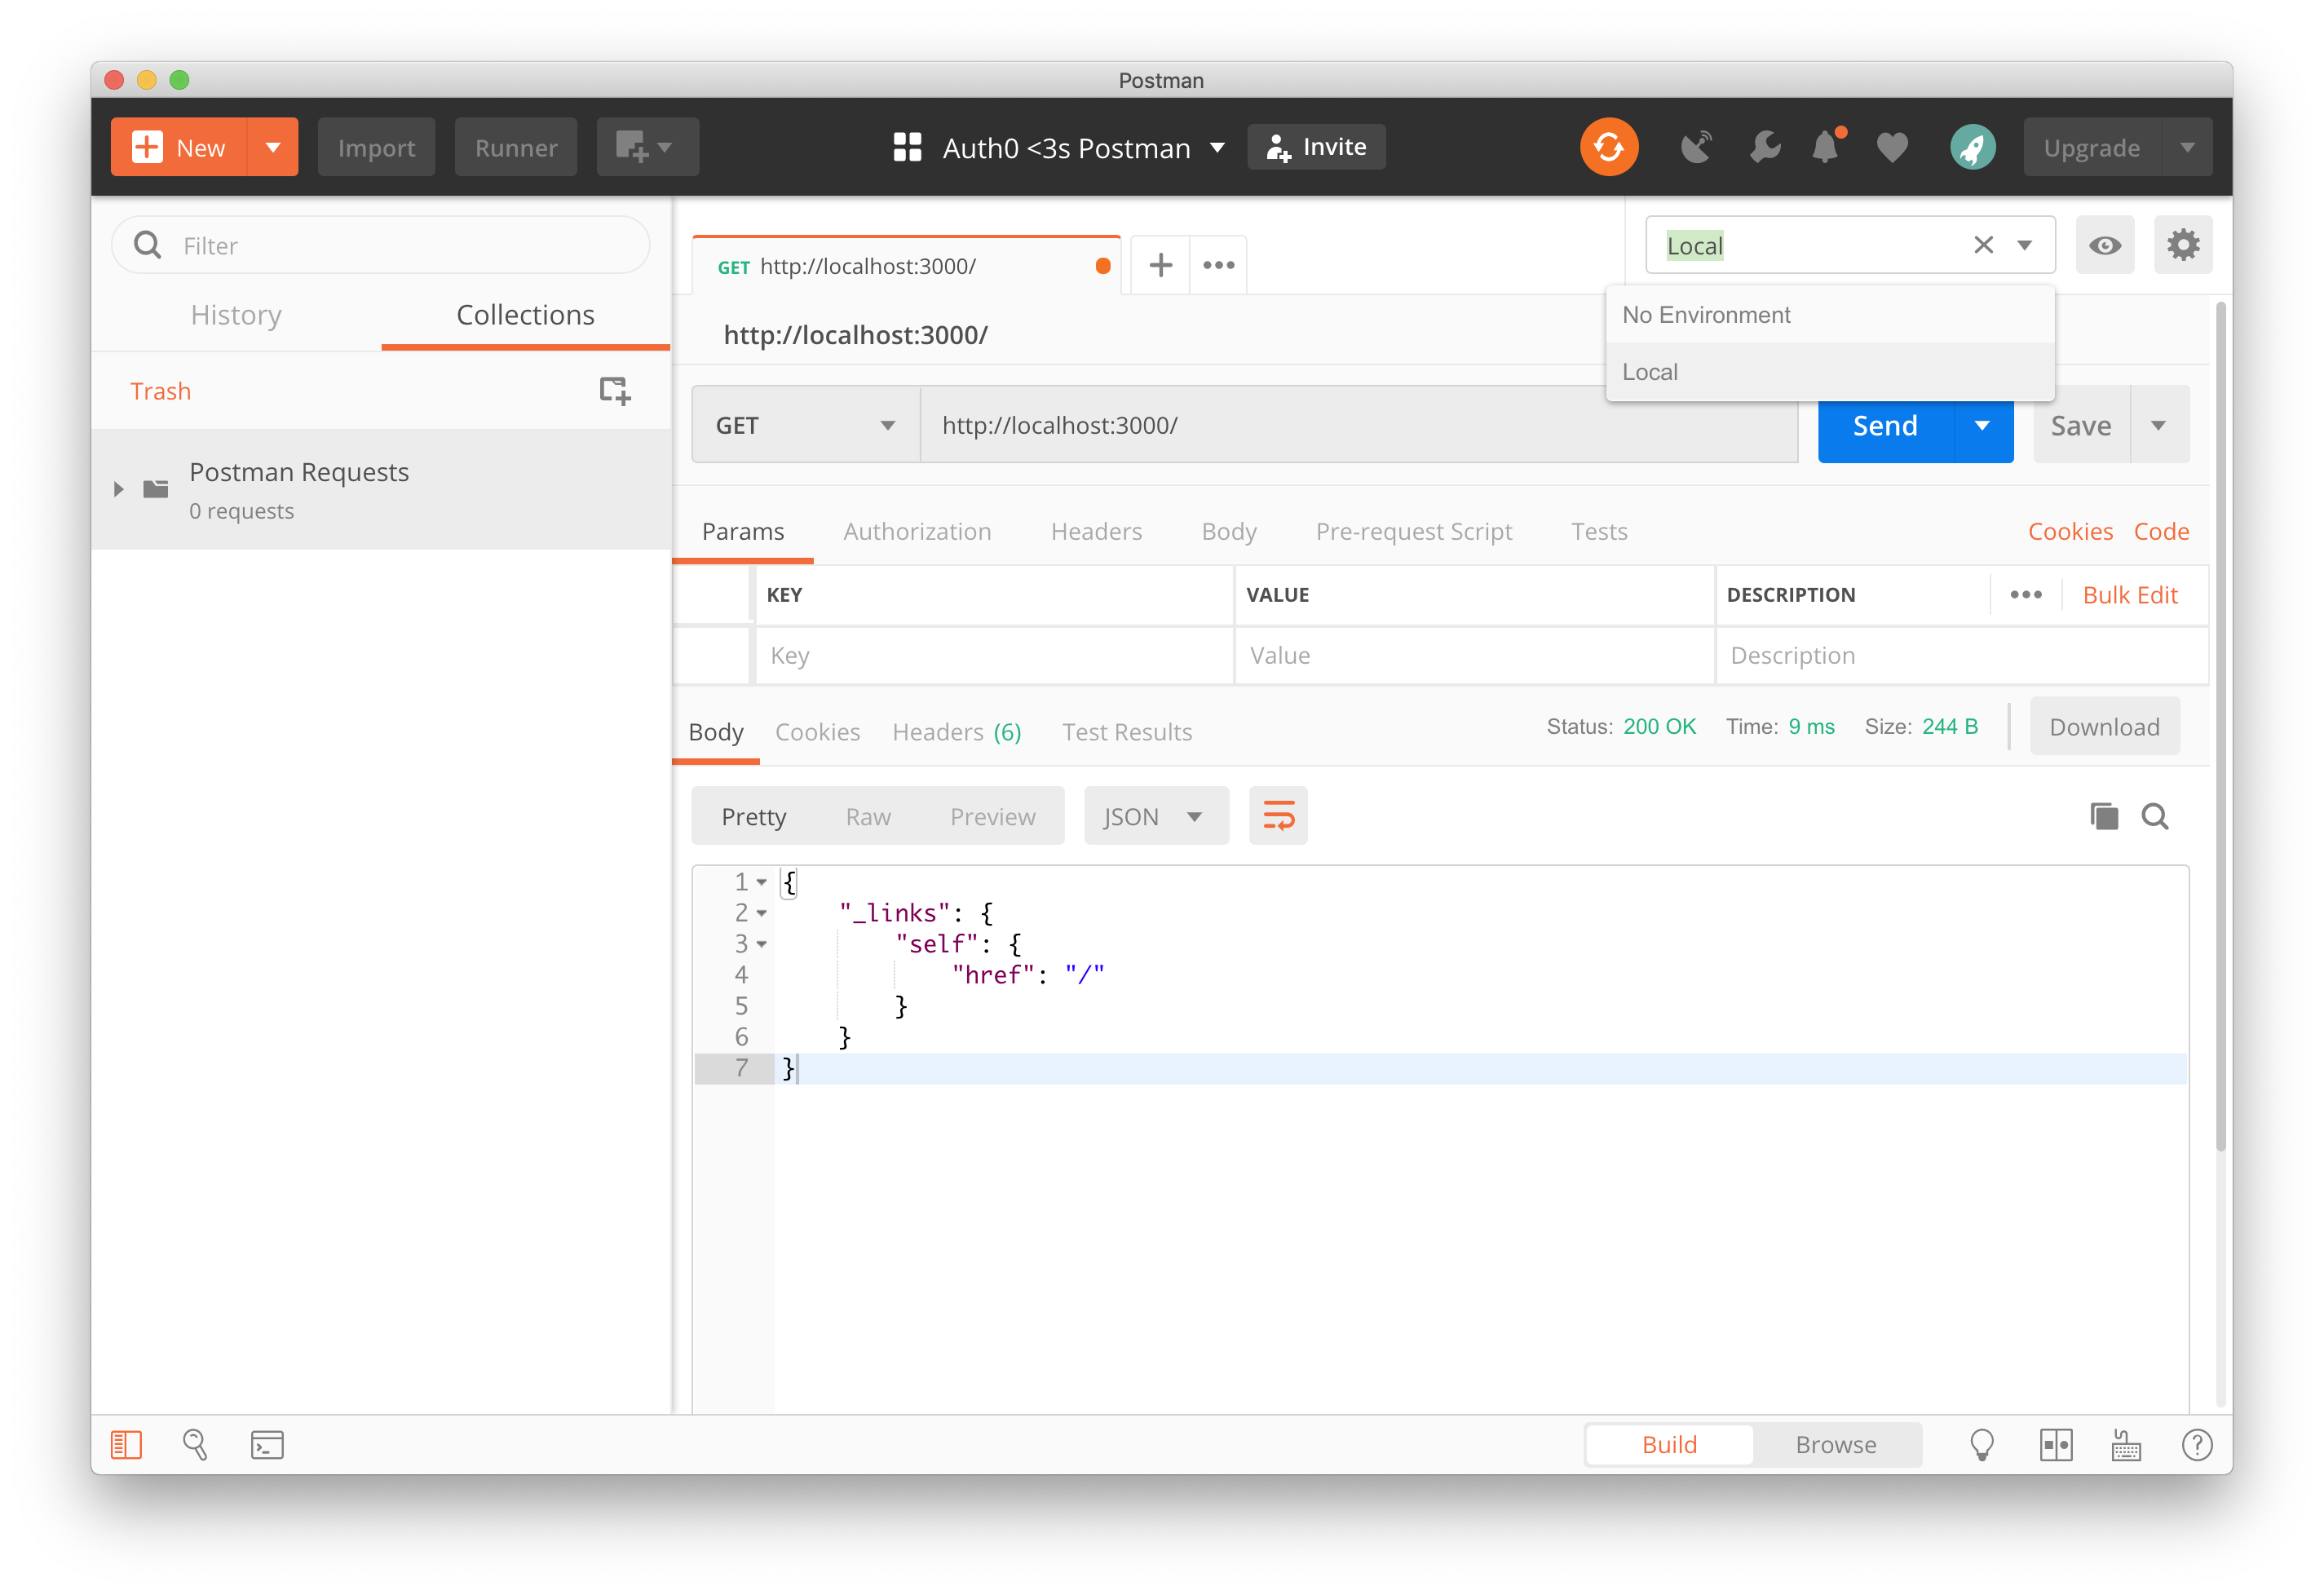 Postman
New
Import
Runner
Auth0 <3s Postman
Invite
Upgrade
Filter
History
Collections
Trash
Postman Requests
0 requests
GET http://localhost:3000/
Local
No Environment
Local
http://localhost:3000/
GET
http://localhost:3000/
Send
Save
Params
Authorization
Headers
Body
Pre-request Script
Tests
Cookies
Code
KEY
VALUE
DESCRIPTION
Bulk Edit
Key
Value
Description
Body
Cookies
Headers (6)
Test Results
Status: 200 OK
Time: 9 ms
Size: 244 B
Download
Pretty
Raw
Preview
JSON
1 {
2 "_links": {
3 "self": {
4 "href": "/"
5 }
6 }
7 }
Build
Browse